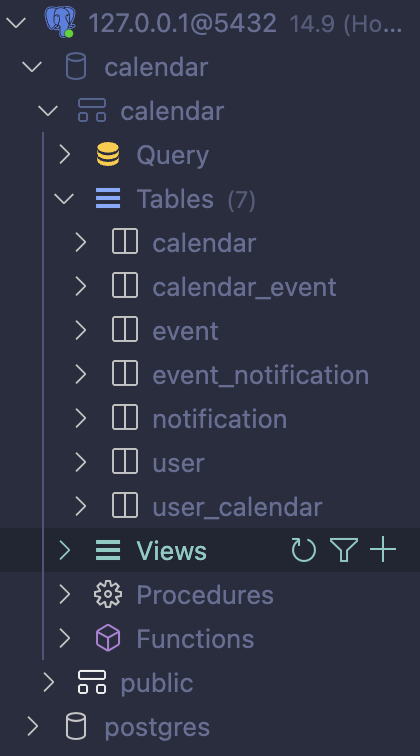 127.0.0.1@5432 14.9 (Ho...
calendar
calendar
Query
Tables (7)
calendar
calendar_event
event
event_notification
notification
user
user_calendar
Views
Procedures
Functions
public
postgres